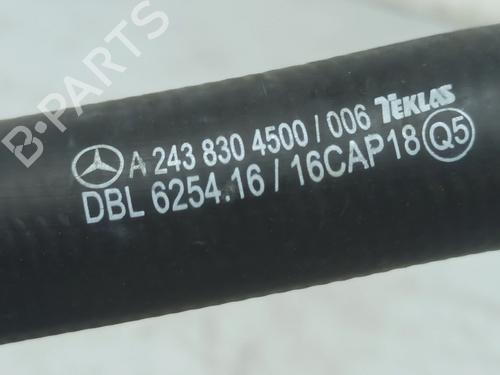 B-PARTS
A 243 830 4500 / 006 TEKLAS
DBL 6254.16 / 16CAP18 Q5